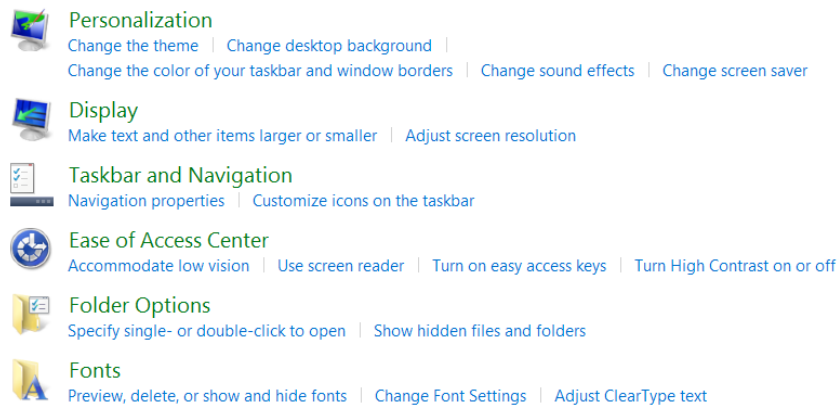 Personalization
Change the theme | Change desktop background |
Change the color of your taskbar and window borders | Change sound effects | Change screen saver
Display
Make text and other items larger or smaller | Adjust screen resolution
Taskbar and Navigation
Navigation properties | Customize icons on the taskbar
Ease of Access Center
Accommodate low vision | Use screen reader | Turn on easy access keys | Turn High Contrast on or off
Folder Options
Specify single- or double-click to open | Show hidden files and folders
Fonts
Preview, delete, or show and hide fonts | Change Font Settings | Adjust ClearType text